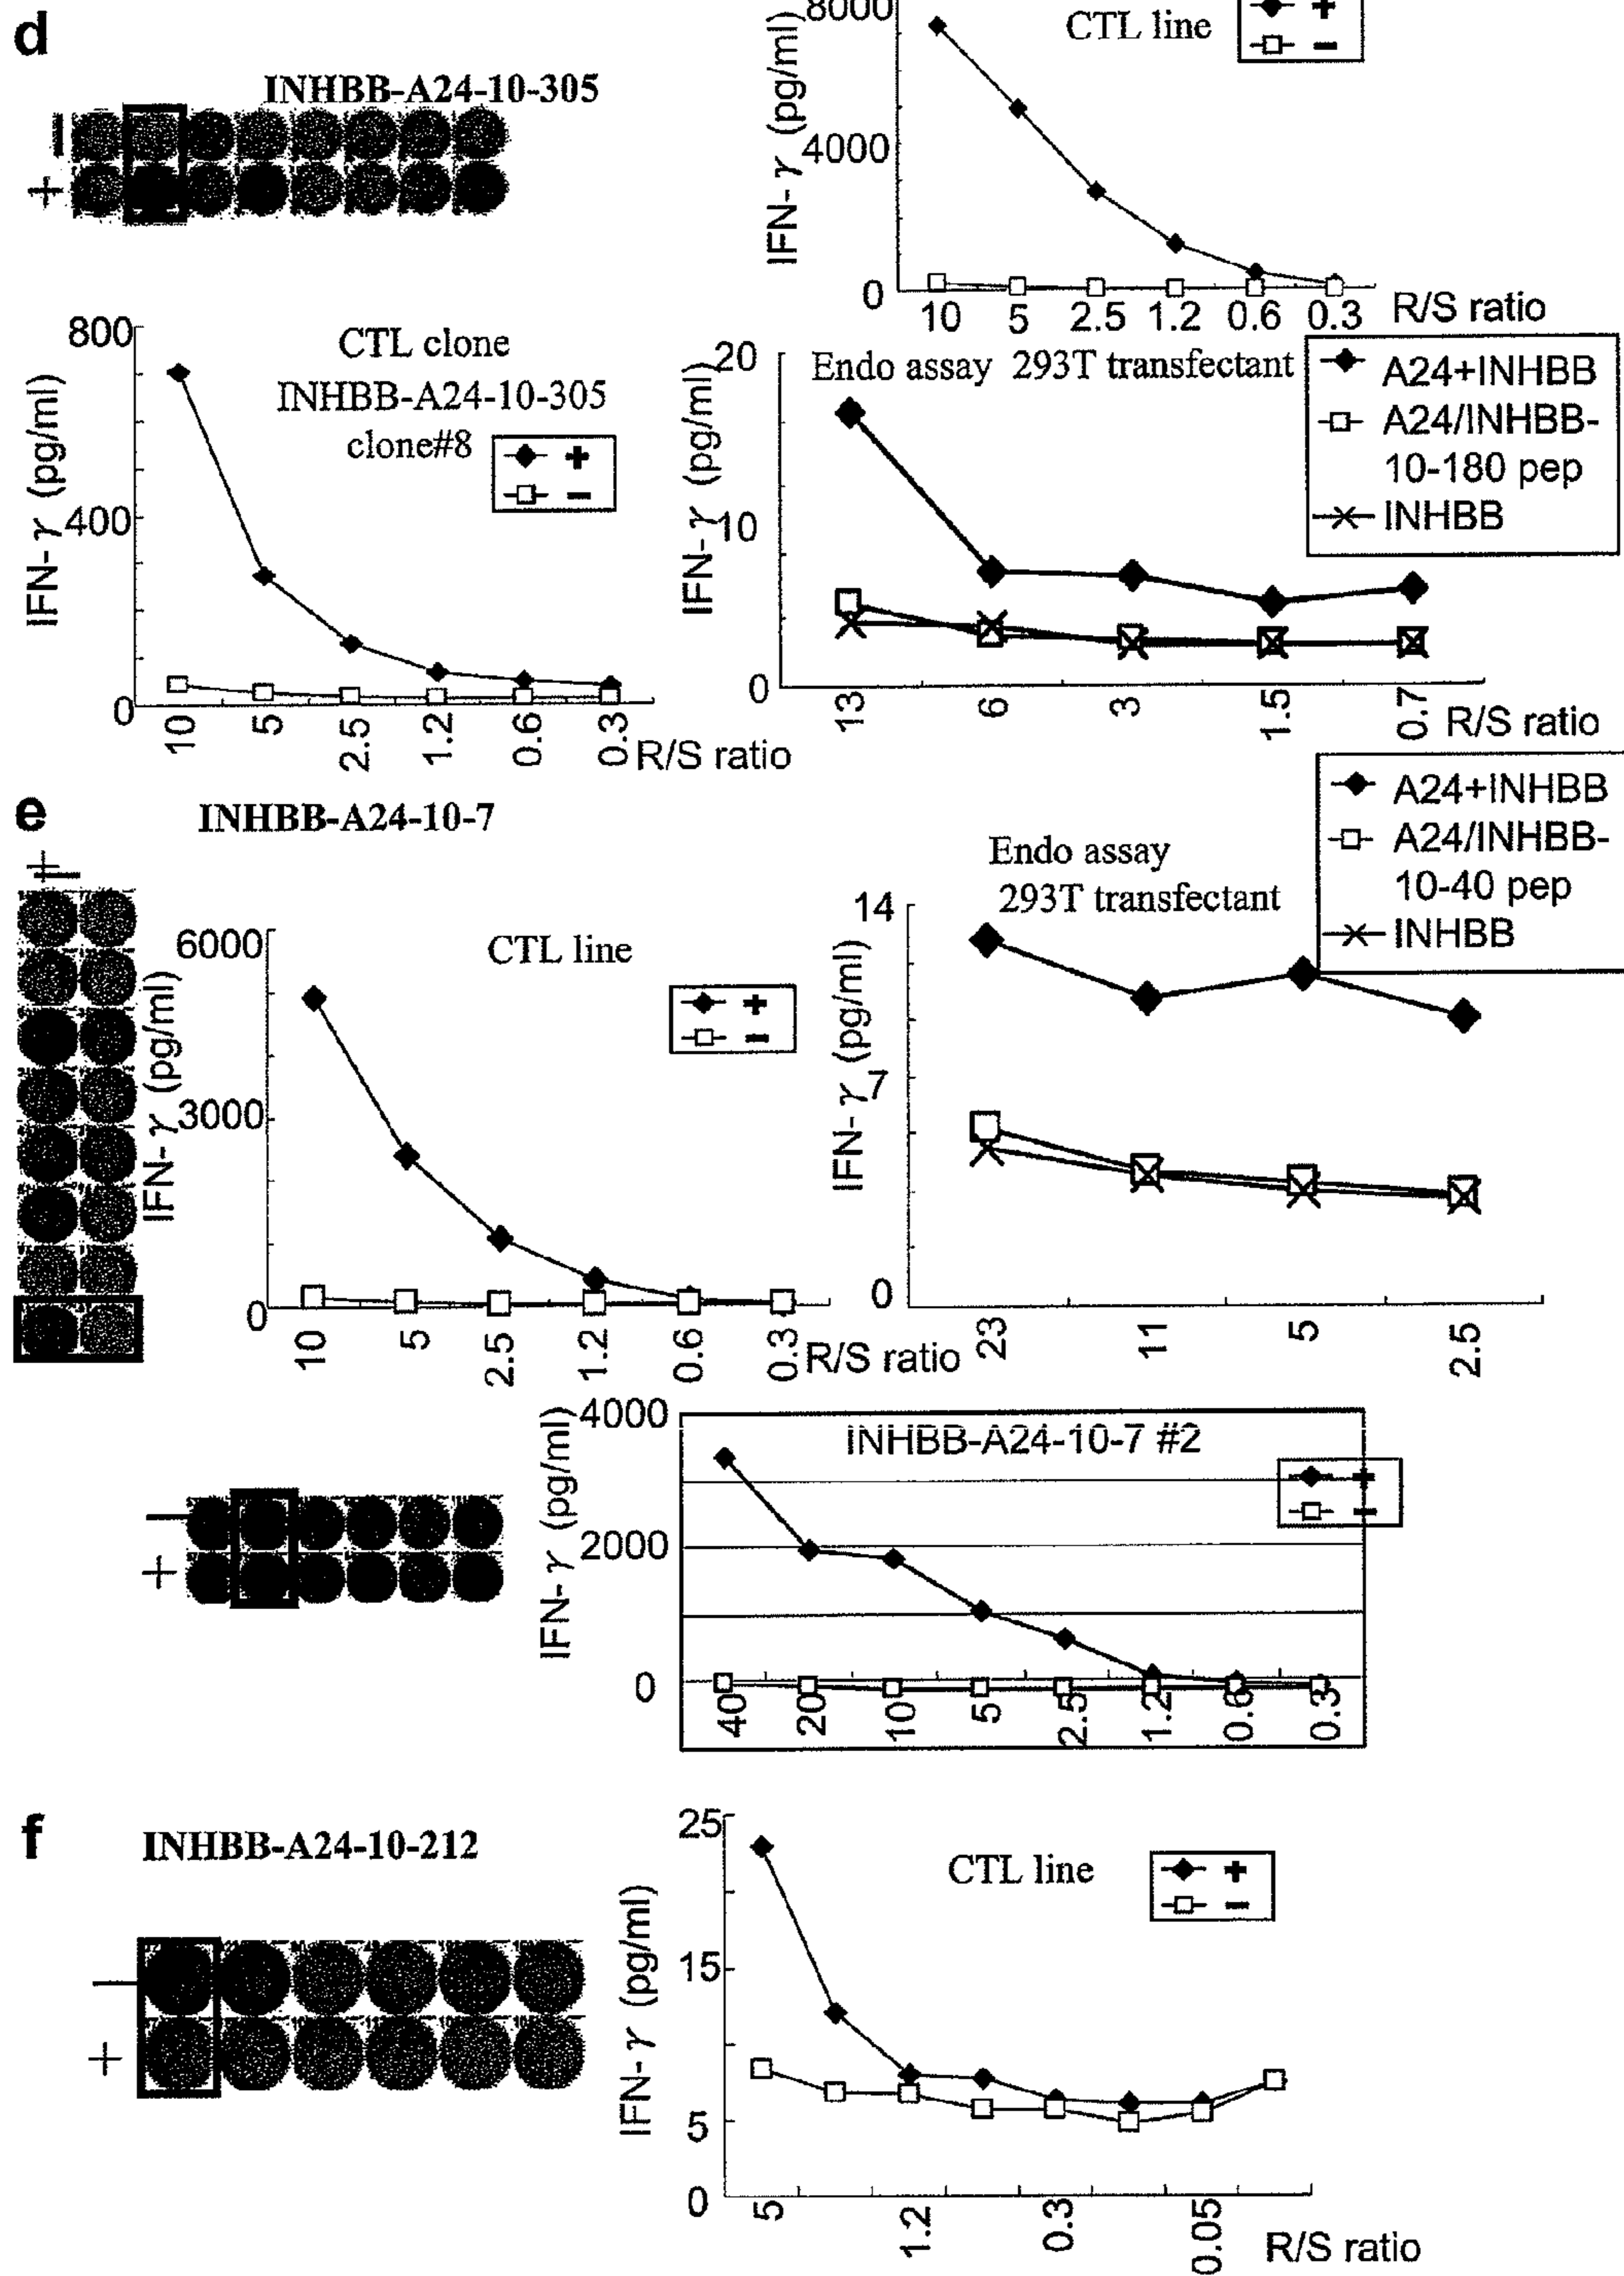 d
INHBB-A24-10-305
−
+
8000
4000
0
IFN-γ (pg/ml)
CTL line
+
−
10 5 2.5 1.2 0.6 0.3 R/S ratio
800
400
0
IFN-γ (pg/ml)
CTL clone
INHBB-A24-10-305
clone#8
+
−
10 5 2.5 1.2 0.6 0.3 R/S ratio
20
10
0
IFN-γ (pg/ml)
Endo assay 293T transfectant
A24+INHBB
A24/INHBB-
10-180 pep
INHBB
13 6 3 1.5 0.7 R/S ratio
e
INHBB-A24-10-7
+ −
6000
3000
0
IFN-γ (pg/ml)
CTL line
+
−
10 5 2.5 1.2 0.6 0.3 R/S ratio
14
7
0
IFN-γ (pg/ml)
Endo assay
293T transfectant
A24+INHBB
A24/INHBB-
10-40 pep
INHBB
23 11 5 2.5
−
+
4000
2000
0
IFN-γ (pg/ml)
INHBB-A24-10-7 #2
+
−
40 20 10 5 2.5 1.2 0.6 0.3
f
INHBB-A24-10-212
−
+
25
15
5
0
IFN-γ (pg/ml)
CTL line
+
−
5 1.2 0.3 0.05 R/S ratio